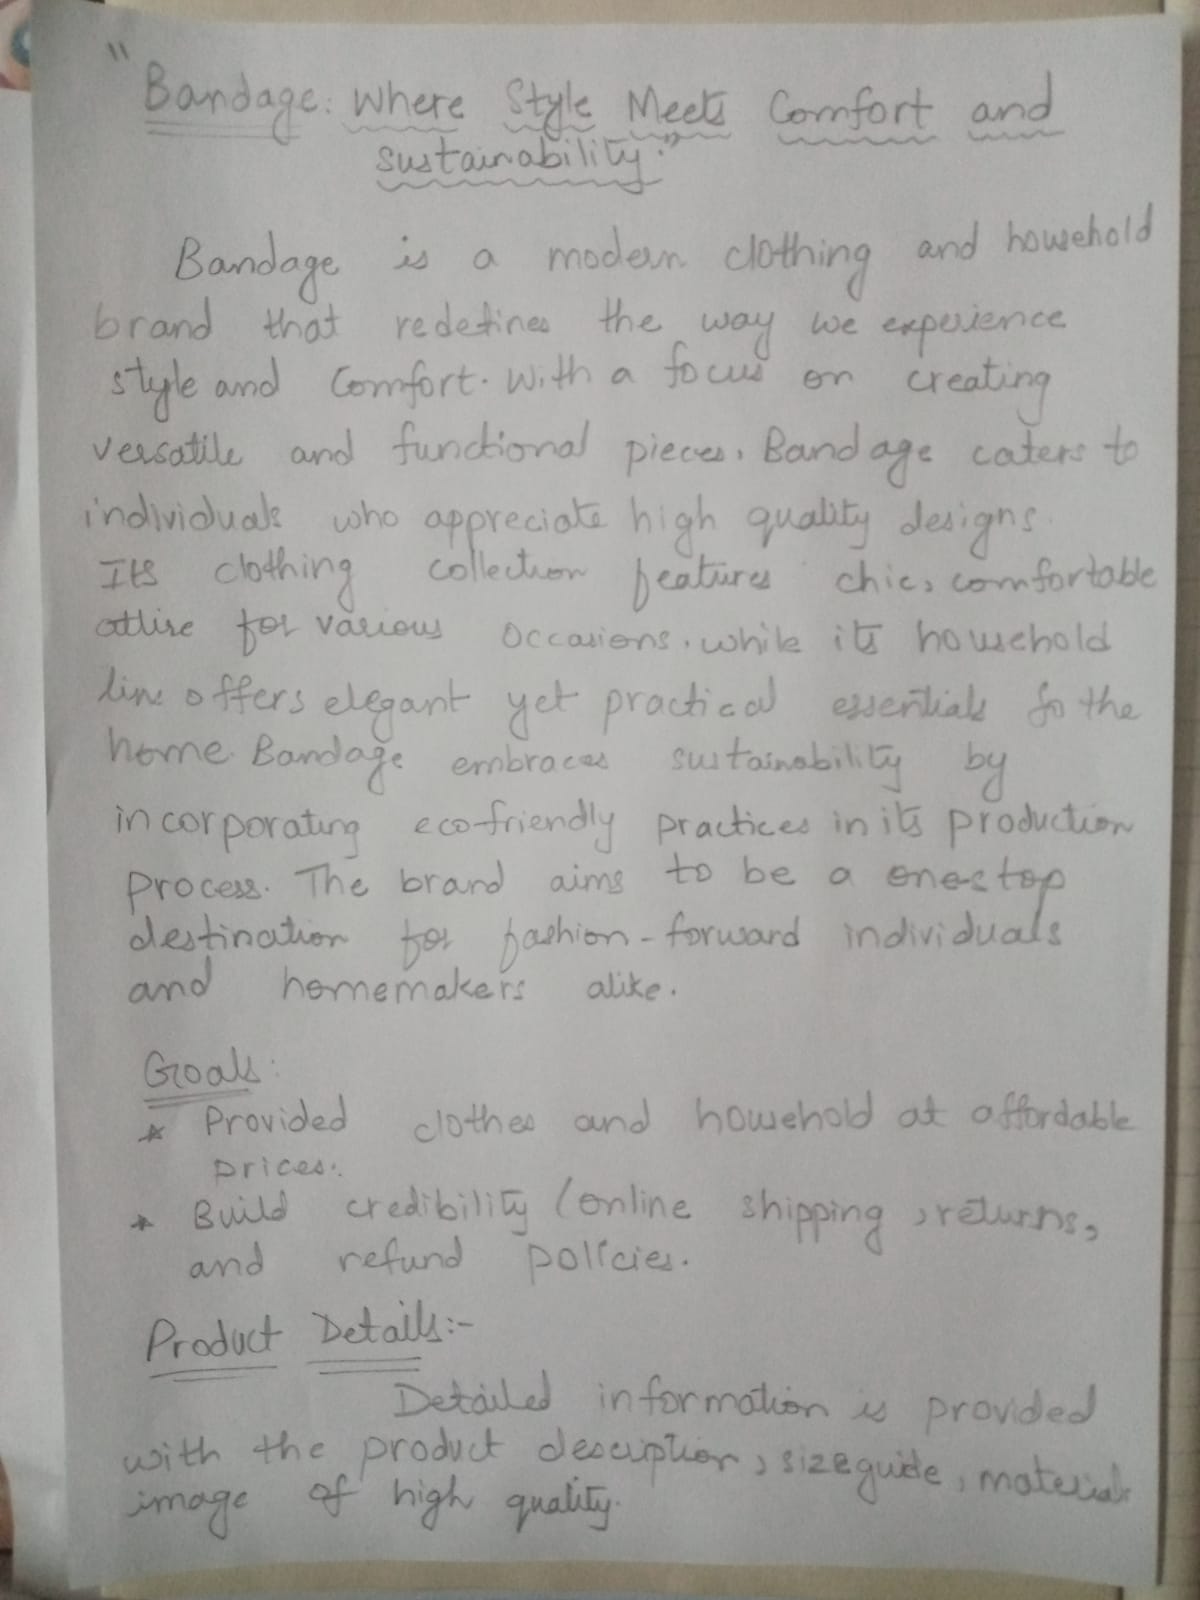 "Bandage: Where Style Meets Comfort and
sustainability."
Bandage is a modern clothing and household
brand that redefines the way we experience
style and Comfort. With a focus on creating
versatile and functional pieces, Bandage caters to
individuals who appreciate high quality designs.
Its clothing collection features chic, comfortable
attire for various occasions, while its household
line offers elegant yet practical essentials fo the
home. Bandage embraces sustainability by
incorporating eco-friendly practices in its production
process. The brand aims to be a one-stop
destination for fashion-forward individuals
and homemakers alike.
Goals:
* Provided clothes and household at affordable
prices.
* Build credibility (online shipping, returns,
and refund policies.
Product Details:-
Detailed information is provided
with the product description, size guide, materials
image of high quality.